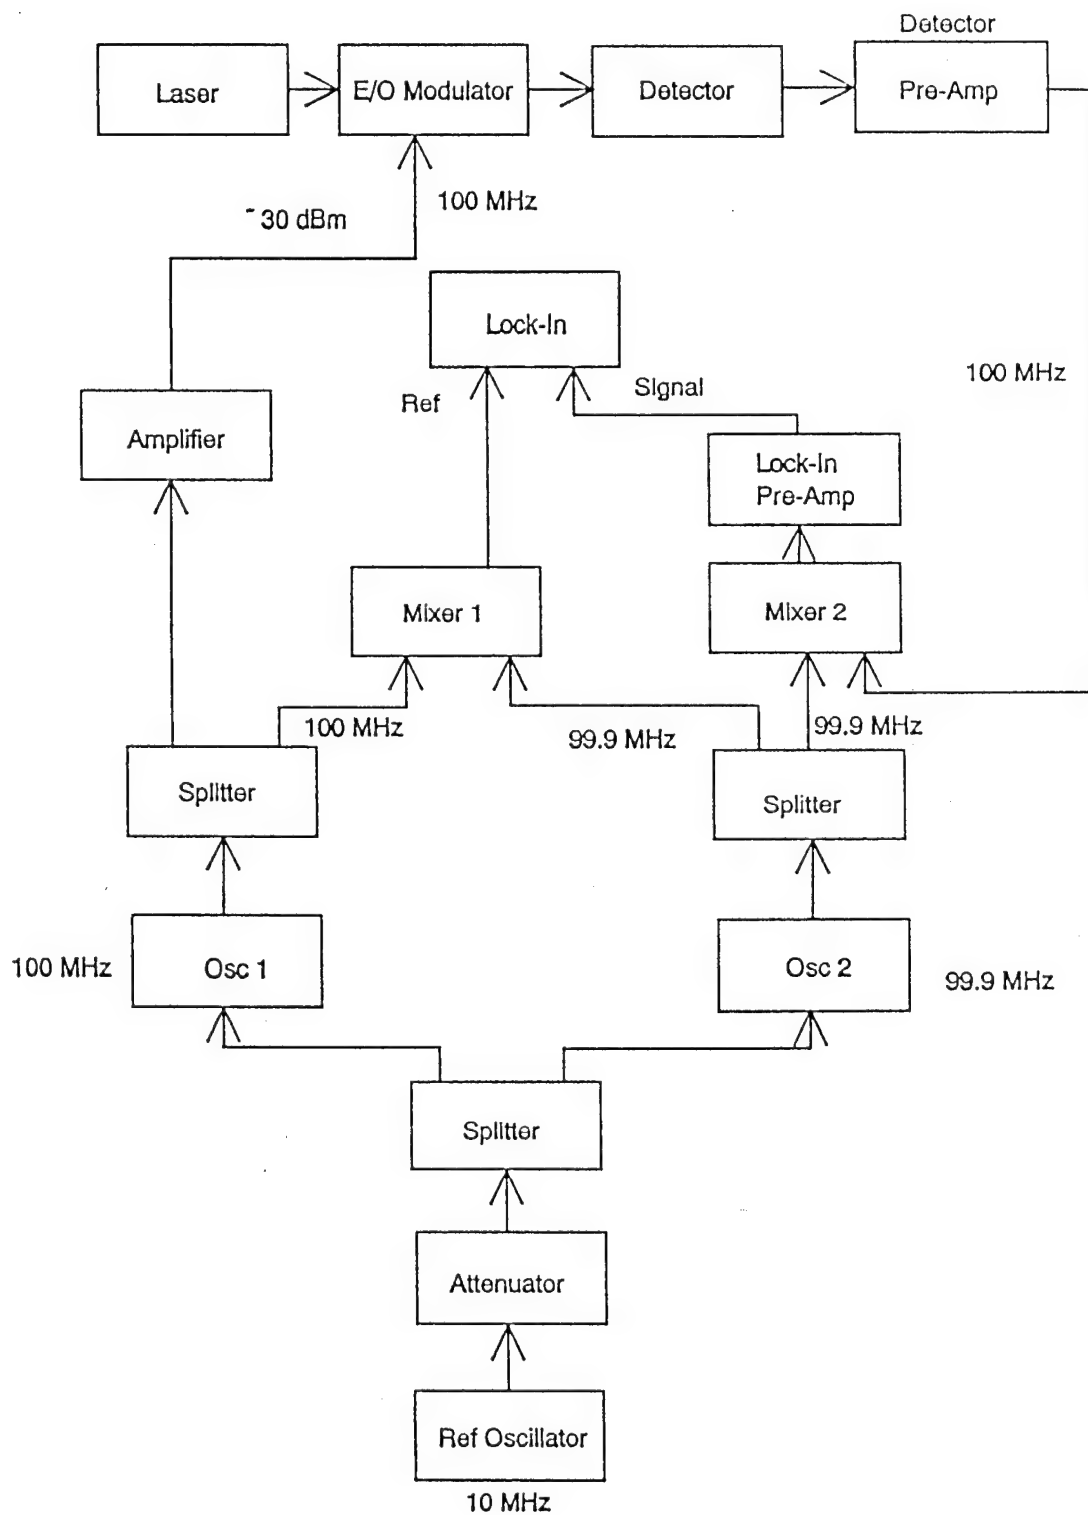 Detector
Laser
E/O Modulator
Detector
Pre-Amp
100 MHz
~30 dBm
Lock-In
100 MHz
Ref
Signal
Amplifier
Lock-In
Pre-Amp
Mixer 1
Mixer 2
100 MHz
99.9 MHz
99.9 MHz
Splitter
Splitter
100 MHz
Osc 1
Osc 2
99.9 MHz
Splitter
Attenuator
Ref Oscillator
10 MHz